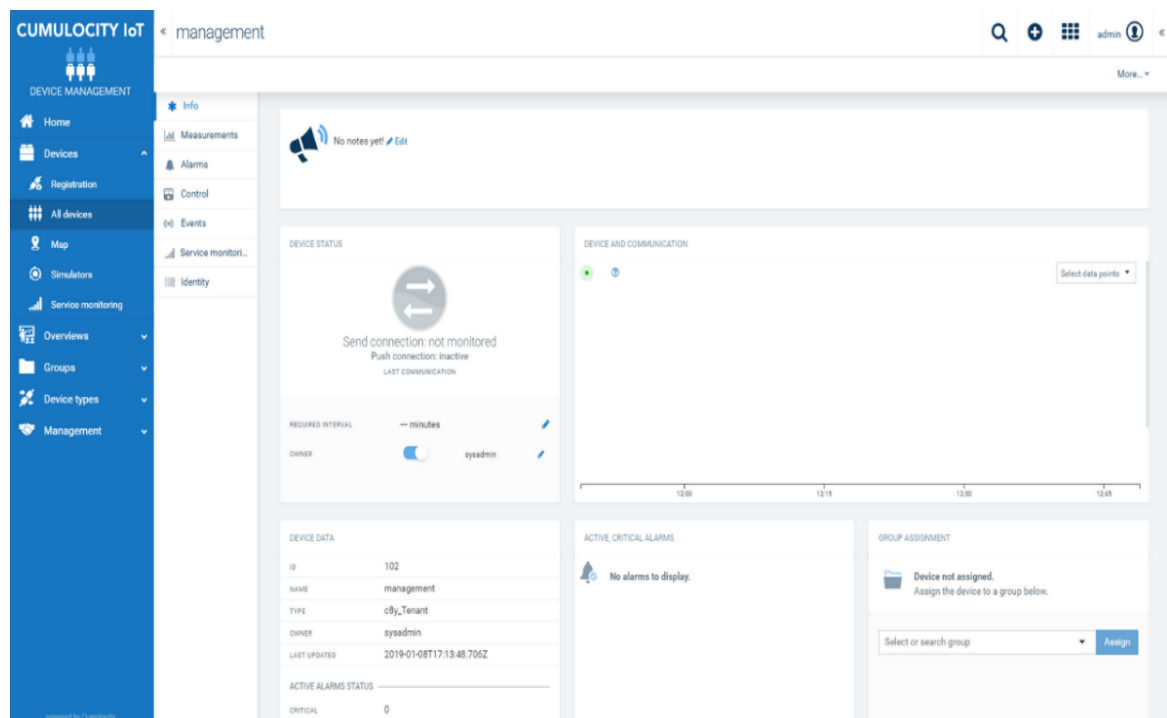 CUMULOCITY IoT
DEVICE MANAGEMENT
Home
Devices
Registration
All devices
Map
Simulators
Service monitoring
Overviews
Groups
Device types
Management
powered by Cumulocity
« management
admin «
More...
Info
Measurements
Alarms
Control
Events
Service monitori...
Identity
No notes yet! Edit
DEVICE STATUS
Send connection: not monitored
Push connection: inactive
LAST COMMUNICATION
REQUIRED INTERVAL — minutes
OWNER sysadmin
DEVICE AND COMMUNICATION
Select data points
12:00 12:15 12:30 12:45
DEVICE DATA
ID 102
NAME management
TYPE c8y_Tenant
OWNER sysadmin
LAST UPDATED 2019-01-08T17:13:48.706Z
ACTIVE ALARMS STATUS
CRITICAL 0
ACTIVE, CRITICAL ALARMS
No alarms to display.
GROUP ASSIGNMENT
Device not assigned.
Assign the device to a group below.
Select or search group Assign